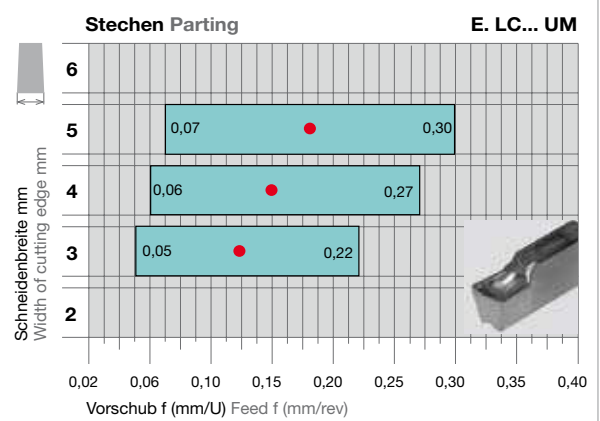 Stechen Parting E. LC... UM
Schneidenbreite mm
Width of cutting edge mm
6
5
0,07 0,30
4
0,06 0,27
3
0,05 0,22
2
0,02 0,06 0,10 0,15 0,20 0,30 0,35 0,40
Vorschub f (mm/U) Feed f (mm/rev)